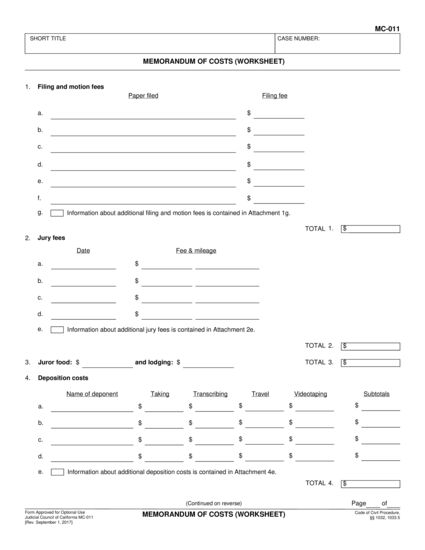 MC-011
SHORT TITLE
CASE NUMBER:
MEMORANDUM OF COSTS (WORKSHEET)
1. Filing and motion fees
Paper filed Filing fee
a. $
b. $
c. $
d. $
e. $
f. $
g. Information about additional filing and motion fees is contained in Attachment 1g.
TOTAL 1. $
2. Jury fees
Date Fee & mileage
a. $
b. $
c. $
d. $
e. Information about additional jury fees is contained in Attachment 2e.
TOTAL 2. $
3. Juror food: $ and lodging: $ TOTAL 3. $
4. Deposition costs
Name of deponent Taking Transcribing Travel Videotaping Subtotals
a. $ $ $ $ $
b. $ $ $ $ $
c. $ $ $ $ $
d. $ $ $ $ $
e. Information about additional deposition costs is contained in Attachment 4e.
TOTAL 4. $
(Continued on reverse) Page of
Form Approved for Optional Use
Judicial Council of California MC-011
[Rev. September 1, 2017]
MEMORANDUM OF COSTS (WORKSHEET)
Code of Civil Procedure,
§§ 1032, 1033.5